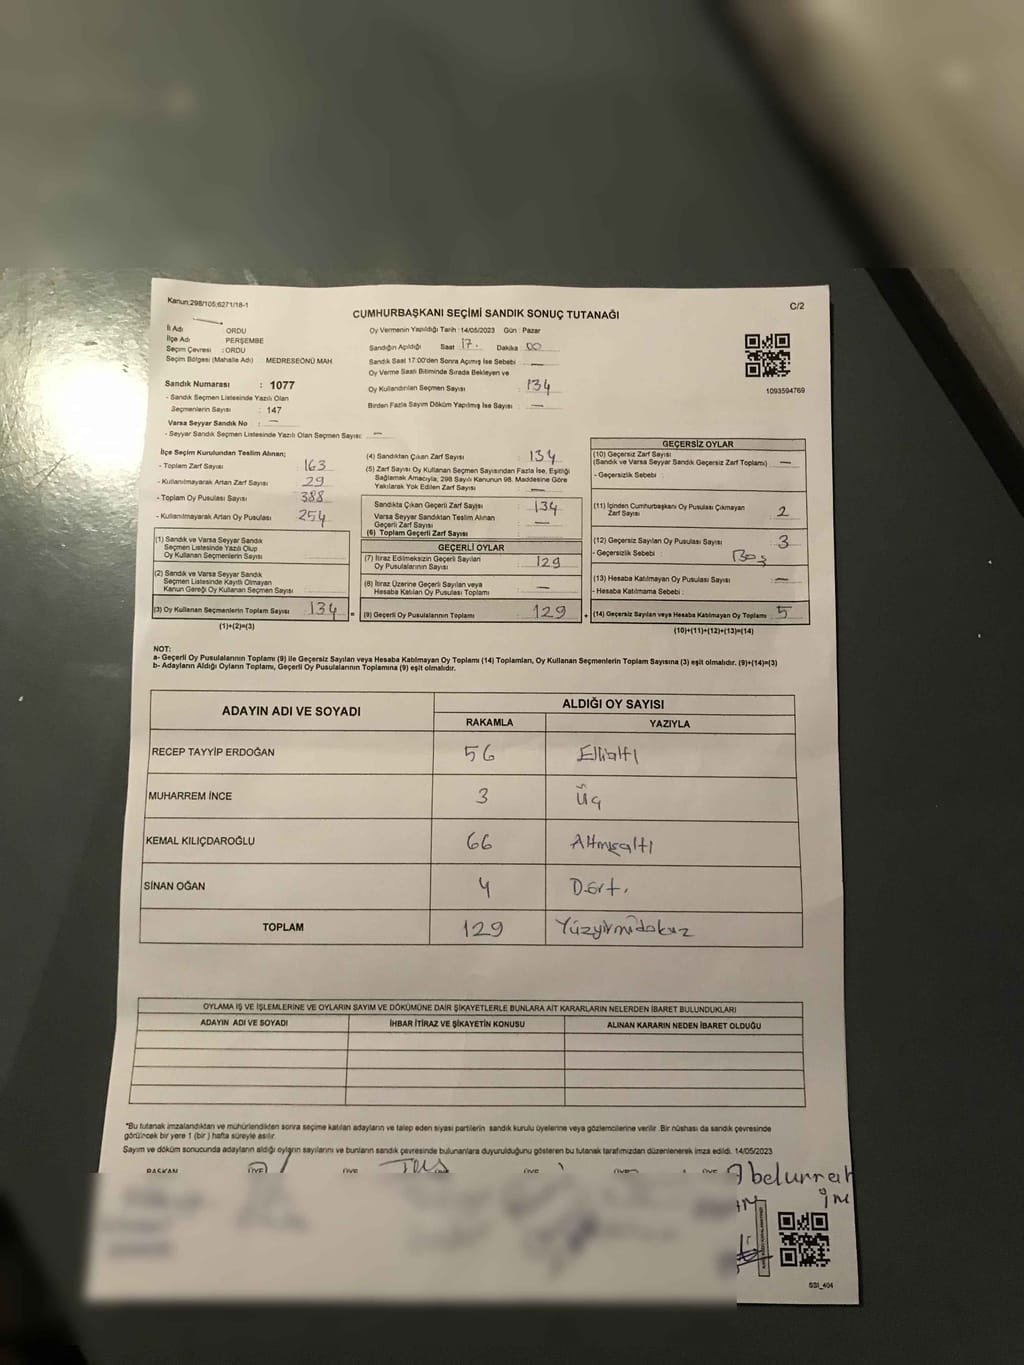 Kanun;298/105;6271/18-1
C/2
CUMHURBAŞKANI SEÇİMİ SANDIK SONUÇ TUTANAĞI
İl Adı ORDU
İlçe Adı PERŞEMBE
Seçim Çevresi : ORDU
Seçim Bölgesi (Mahalle Adı) : MEDRESEÖNÜ MAH.
Sandık Numarası : 1077
- Sandık Seçmen Listesinde Yazılı Olan
Seçmenlerin Sayısı : 147
Varsa Seyyar Sandık No : —
- Seyyar Sandık Seçmen Listesinde Yazılı Olan Seçmen Sayısı: —
Oy Vermenin Yapıldığı Tarih : 14/05/2023 Gün : Pazar
Sandığın Açıldığı Saat 17. Dakika 00
Sandık Saat 17:00'den Sonra Açımış İse Sebebi : —
Oy Verme Saati Bitiminde Sırada Bekleyen ve
Oy Kullandırılan Seçmen Sayısı : 134
Birden Fazla Sayım Döküm Yapılmış İse Sayısı : —
1093594769
İlçe Seçim Kurulundan Teslim Alınan;
- Toplam Zarf Sayısı : 163
- Kullanılmayarak Artan Zarf Sayısı : 29
- Toplam Oy Pusulası Sayısı : 388
- Kullanılmayarak Artan Oy Pusulası : 254
(1) Sandık ve Varsa Seyyar Sandık
Seçmen Listesinde Yazılı Olup
Oy Kullanan Seçmenlerin Sayısı
(2) Sandık ve Varsa Seyyar Sandık
Seçmen Listesinde Kayıtlı Olmayan
Kanun Gereği Oy Kullanan Seçmen Sayısı :
(3) Oy Kullanan Seçmenlerin Toplam Sayısı : 134 =
(1)+(2)=(3)
(4) Sandıktan Çıkan Zarf Sayısı : 134
(5) Zarf Sayısı Oy Kullanan Seçmen Sayısından Fazla İse, Eşitliği
Sağlamak Amacıyla, 298 Sayılı Kanunun 98. Maddesine Göre
Yakılarak Yok Edilen Zarf Sayısı : —
Sandıkta Çıkan Geçerli Zarf Sayısı : 134
Varsa Seyyar Sandıktan Teslim Alınan
Geçerli Zarf Sayısı : —
(6) Toplam Geçerli Zarf Sayısı :
GEÇERLİ OYLAR
(7) İtiraz Edilmeksizin Geçerli Sayılan
Oy Pusulalarının Sayısı : 129
(8) İtiraz Üzerine Geçerli Sayılan veya
Hesaba Katılan Oy Pusulası Toplamı : —
(9) Geçerli Oy Pusulalarının Toplamı : 129 +
GEÇERSİZ OYLAR
(10) Geçersiz Zarf Sayısı
(Sandık ve Varsa Seyyar Sandık Geçersiz Zarf Toplamı) : —
- Geçersizlik Sebebi :
(11) İçinden Cumhurbaşkanı Oy Pusulası Çıkmayan
Zarf Sayısı : 2
(12) Geçersiz Sayılan Oy Pusulası Sayısı : 3
- Geçersizlik Sebebi : Boş
(13) Hesaba Katılmayan Oy Pusulası Sayısı : —
- Hesaba Katılmama Sebebi :
(14) Geçersiz Sayılan veya Hesaba Katılmayan Oy Toplamı : 5
(10)+(11)+(12)+(13)=(14)
NOT:
a- Geçerli Oy Pusulalarının Toplamı (9) ile Geçersiz Sayılan veya Hesaba Katılmayan Oy Toplamı (14) Toplamları, Oy Kullanan Seçmenlerin Toplam Sayısına (3) eşit olmalıdır. (9)+(14)=(3)
b- Adayların Aldığı Oyların Toplamı, Geçerli Oy Pusulalarının Toplamına (9) eşit olmalıdır.
ADAYIN ADI VE SOYADI ALDIĞI OY SAYISI
RAKAMLA YAZIYLA
RECEP TAYYİP ERDOĞAN 56 Ellialtı
MUHARREM İNCE 3 Üç
KEMAL KILIÇDAROĞLU 66 Altmışaltı
SİNAN OĞAN 4 Dört.
TOPLAM 129 Yüzyirmidokuz
OYLAMA İŞ VE İŞLEMLERİNE VE OYLARIN SAYIM VE DÖKÜMÜNE DAİR ŞİKAYETLERLE BUNLARA AİT KARARLARIN NELERDEN İBARET BULUNDUKLARI
ADAYIN ADI VE SOYADI İHBAR İTİRAZ VE ŞİKAYETİN KONUSU ALINAN KARARIN NEDEN İBARET OLDUĞU
*Bu tutanak imzalandıktan ve mühürlendikten sonra seçime katılan adayların ve talep eden siyasi partilerin sandık kurulu üyelerine veya gözlemcilerine verilir. Bir nüshası da sandık çevresinde
görülecek bir yere 1 (bir) hafta süreyle asılır.
Sayım ve döküm sonucunda adayların aldığı oyların sayılarını ve bunların sandık çevresinde bulunanlara duyurulduğunu gösteren bu tutanak tarafımızdan düzenlenerek imza edildi. 14/05/2023
BAŞKAN ÜYE ÜYE ÜYE ÜYE ÜYE
SSİ_404